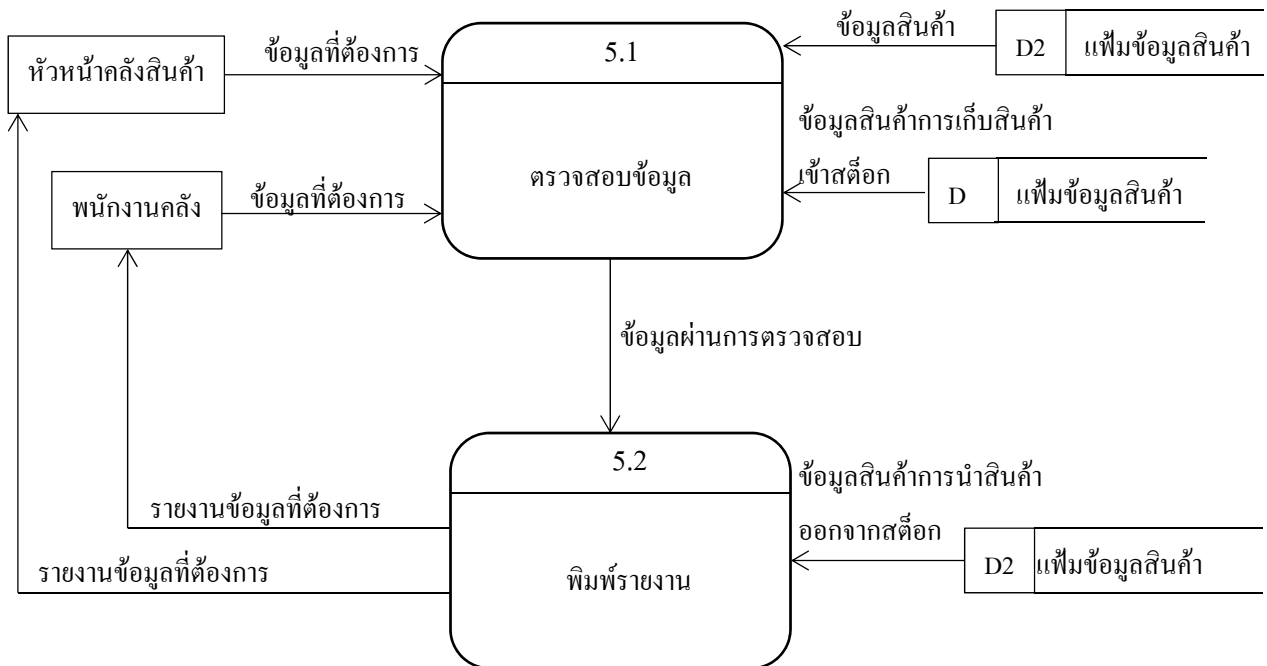 หัวหน้าคลังสินค้า
ข้อมูลที่ต้องการ
5.1
ตรวจสอบข้อมูล
ข้อมูลสินค้า
D2
แฟ้มข้อมูลสินค้า
พนักงานคลัง
ข้อมูลที่ต้องการ
ข้อมูลสินค้าการเก็บสินค้า
เข้าสต็อก
D
แฟ้มข้อมูลสินค้า
ข้อมูลผ่านการตรวจสอบ
5.2
พิมพ์รายงาน
ข้อมูลสินค้าการนำสินค้า
ออกจากสต็อก
D2
แฟ้มข้อมูลสินค้า
รายงานข้อมูลที่ต้องการ
รายงานข้อมูลที่ต้องการ